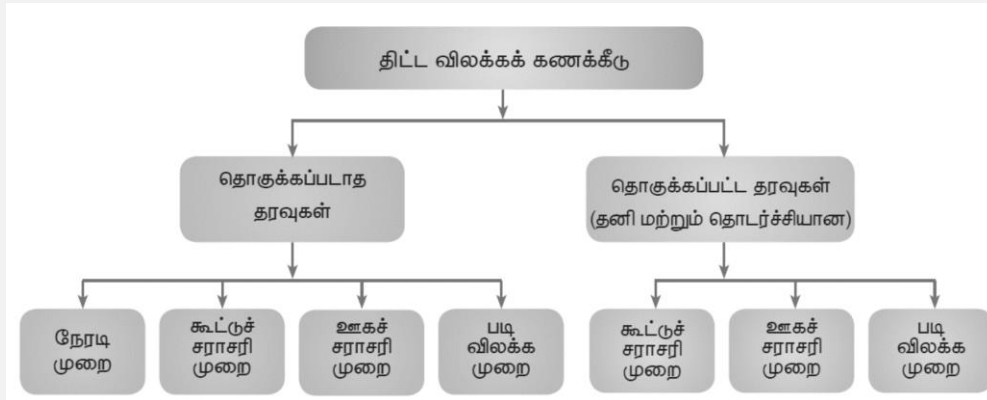 திட்ட விலக்கக் கணக்கீடு
தொகுக்கப்படாத
தரவுகள்
தொகுக்கப்பட்ட தரவுகள்
(தனி மற்றும் தொடர்ச்சியான)
நேரடி
முறை
கூட்டுச்
சராசரி
முறை
ஊகச்
சராசரி
முறை
படி
விலக்க
முறை
கூட்டுச்
சராசரி
முறை
ஊகச்
சராசரி
முறை
படி
விலக்க
முறை